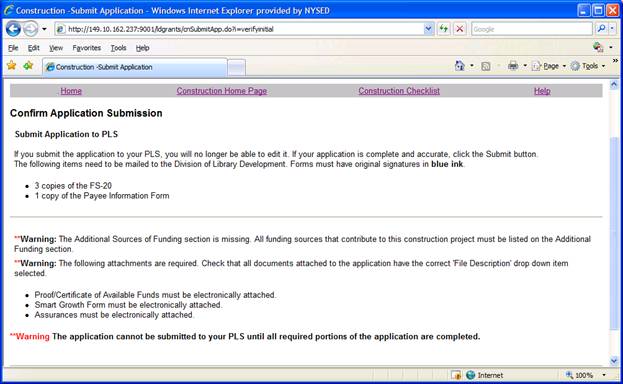 Construction -Submit Application - Windows Internet Explorer provided by NYSED
http://149.10.162.237:9001/ldgrants/cnSubmitApp.do?i=verifyinitial
Google
File Edit View Favorites Tools Help
Construction -Submit Application
Page Tools
Home Construction Home Page Construction Checklist Help
Confirm Application Submission
Submit Application to PLS
If you submit the application to your PLS, you will no longer be able to edit it. If your application is complete and accurate, click the Submit button.
The following items need to be mailed to the Division of Library Development. Forms must have original signatures in blue ink.
• 3 copies of the FS-20
• 1 copy of the Payee Information Form
**Warning: The Additional Sources of Funding section is missing. All funding sources that contribute to this construction project must be listed on the Additional
Funding section.
**Warning: The following attachments are required. Check that all documents attached to the application have the correct 'File Description' drop down item
selected.
• Proof/Certificate of Available Funds must be electronically attached.
• Smart Growth Form must be electronically attached.
• Assurances must be electronically attached.
**Warning The application cannot be submitted to your PLS until all required portions of the application are completed.
Internet 100%